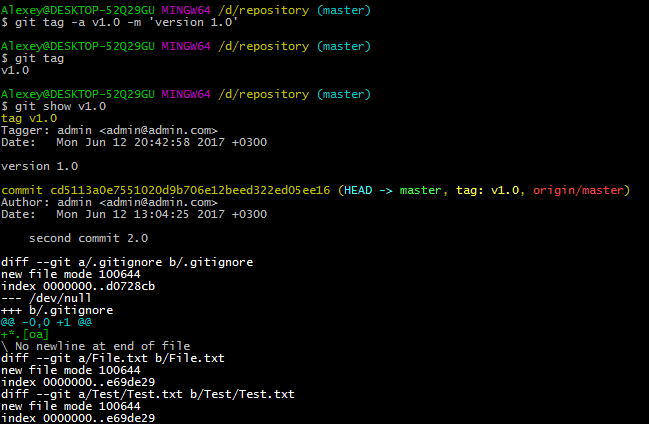 Alexey@DESKTOP-52Q29GU MINGW64 /d/repository (master)
$ git tag -a v1.0 -m 'version 1.0'
Alexey@DESKTOP-52Q29GU MINGW64 /d/repository (master)
$ git tag
v1.0
Alexey@DESKTOP-52Q29GU MINGW64 /d/repository (master)
$ git show v1.0
tag v1.0
Tagger: admin <admin@admin.com>
Date:   Mon Jun 12 20:42:58 2017 +0300
version 1.0
commit cd5113a0e7551020d9b706e12beed322ed05ee16 (HEAD -> master, tag: v1.0, origin/master)
Author: admin <admin@admin.com>
Date:   Mon Jun 12 13:04:25 2017 +0300
    second commit 2.0
diff --git a/.gitignore b/.gitignore
new file mode 100644
index 0000000..d0728cb
--- /dev/null
+++ b/.gitignore
@@ -0,0 +1 @@
+*.[oa]
\ No newline at end of file
diff --git a/File.txt b/File.txt
new file mode 100644
index 0000000..e69de29
diff --git a/Test/Test.txt b/Test/Test.txt
new file mode 100644
index 0000000..e69de29